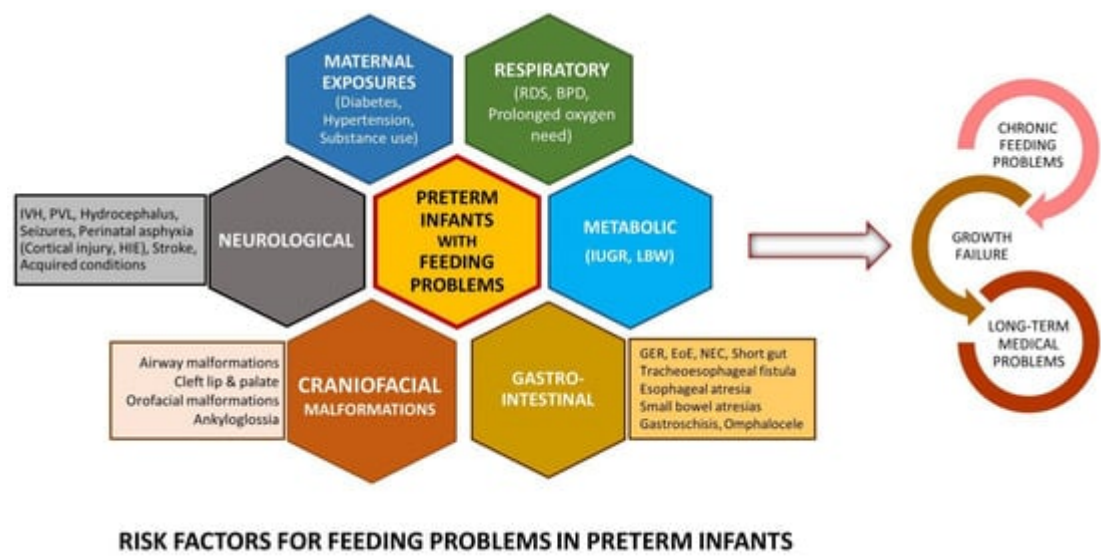 MATERNAL
EXPOSURES
(Diabetes,
Hypertension,
Substance use)
RESPIRATORY
(RDS, BPD,
Prolonged oxygen
need)
IVH, PVL, Hydrocephalus,
Seizures, Perinatal asphyxia
(Cortical injury, HIE), Stroke,
Acquired conditions
NEUROLOGICAL
PRETERM
INFANTS
WITH
FEEDING
PROBLEMS
METABOLIC
(IUGR, LBW)
Airway malformations
Cleft lip & palate
Orofacial malformations
Ankyloglossia
CRANIOFACIAL
MALFORMATIONS
GASTRO-
INTESTINAL
GER, EoE, NEC, Short gut
Tracheoesophageal fistula
Esophageal atresia
Small bowel atresias
Gastroschisis, Omphalocele
CHRONIC
FEEDING
PROBLEMS
GROWTH
FAILURE
LONG-TERM
MEDICAL
PROBLEMS
RISK FACTORS FOR FEEDING PROBLEMS IN PRETERM INFANTS